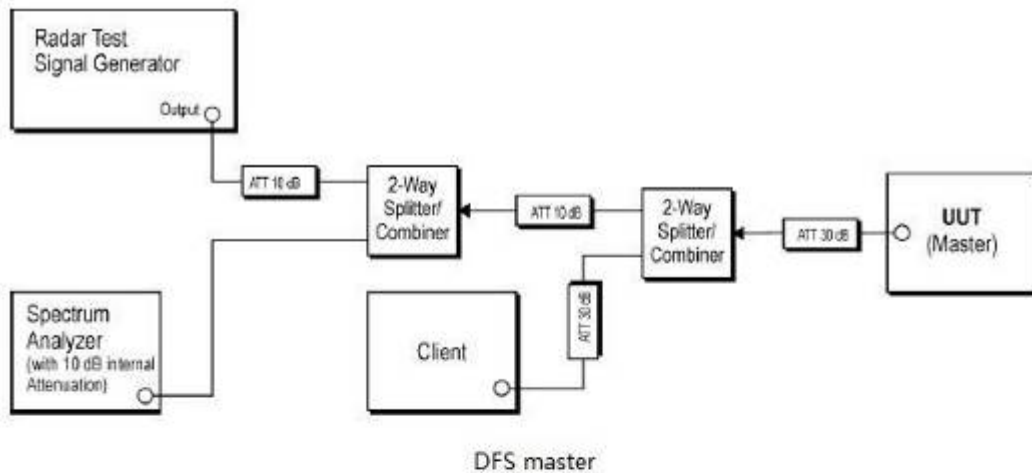 Radar Test
Signal Generator
Output
ATT 10 dB
2-Way
Splitter/
Combiner
ATT 10 dB
2-Way
Splitter/
Combiner
ATT 30 dB
UUT
(Master)
Spectrum
Analyzer
(with 10 dB internal
Attenuation)
Client
ATT 30 dB
DFS master